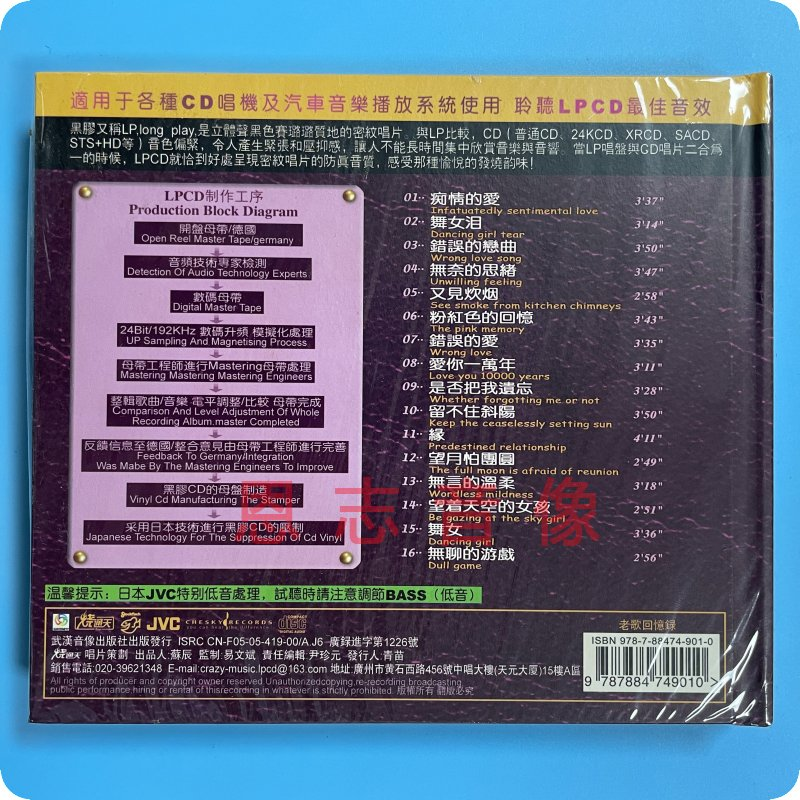 適用于各種CD唱機及汽車音樂播放系統使用 聆聽LPCD最佳音效
黑膠又稱LP,long play,是立體聲黑色賽璐璐質地的密紋唱片。與LP比較，CD（普通CD、24KCD、XRCD、SACD、
STS+HD等）音色偏緊，令人産生緊張和壓抑感，讓人不能長時間集中欣賞音樂與音響。當LP唱盤與CD唱片二合爲
一的時候，LPCD就恰到好處呈現密紋唱片的防真音質，感受那種愉悅的發燒韵味!
LPCD制作工序
Production Block Diagram
開盤母帶/德國
Open Reel Master Tape/germany
音頻技術專家檢測
Detection Of Audio Technology Experts
數碼母帶
Digital Master Tape
24Bit/192KHz 數碼升頻 模擬化處理
UP Sampling And Magnetising Process
母帶工程師進行Mastering母帶處理
Mastering Mastering Mastering Engineers
整輯歌曲/音樂 電平調整/比較 母帶完成
Comparison And Level Adjustment Of Whole
Recording Album.master Completed
反饋信息至德國/整合意見由母帶工程師進行完善
Feedback To Germany/Integration
Was Mabe By The Mastering Engineers To Improve
黑膠CD的母盤制造
Vinyl Cd Manufacturing The Stamper
采用日本技術進行黑膠CD的壓制
Japanese Technology For The Suppression Of Cd Vinyl
01·· 痴情的愛 3'37"
Infatuatedly sentimental love
02·· 舞女泪 3'14"
Dancing girl tear
03·· 錯誤的戀曲 3'50"
Wrong love song
04·· 無奈的思緒 3'47"
Unwilling feeling
05·· 又見炊烟 2'58"
See smoke from kitchen chimneys
06·· 粉紅色的回憶 3'43"
The pink memory
07·· 錯誤的愛 3'35"
Wrong love
08·· 愛你一萬年 3'11"
Love you 10000 years
09·· 是否把我遺忘 3'28"
Whether forgotting me or not
10·· 留不住斜陽 3'50"
Keep the ceaselessly setting sun
11·· 緣 4'11"
Predestined relationship
12·· 望月怕團圓 2'49"
The full moon is afraid of reunion
13·· 無言的溫柔 3'18"
Wordless mildness
14·· 望着天空的女孩 2'51"
Be gazing at the sky girl
15·· 舞女 3'36"
Dancing girl
16·· 無聊的游戲 2'56"
Dull game
恩志音像
温馨提示：日本JVC特别低音處理，試聽時請注意調節BASS（低音）
燒通天 JVC CHESKY RECORDS COMPACT disc DIGITAL AUDIO
you can hear the difference
老歌回憶録
武漢音像出版社出版發行 ISRC CN-F05-05-419-00/A.J6 廣録進字第1226號
燒通天 唱片策劃 出品人:蘇辰 監制:易文斌 責任編輯:尹珍元 發行人:青苗
銷售電話:020-39621348 E-mail:crazy-music.lpcd@163.com 地址:廣州市黄石西路456號中唱大樓(天元大厦)15樓A區
All rights of producer and copyright owner reserved Unauthorizedcopying.re-recording broadcasting
public performance.hiring or rental of thisrecording in whatever is strictly prohibited. 版權所有 翻版必究
ISBN 978-7-88474-901-0
9 787884 749010 >